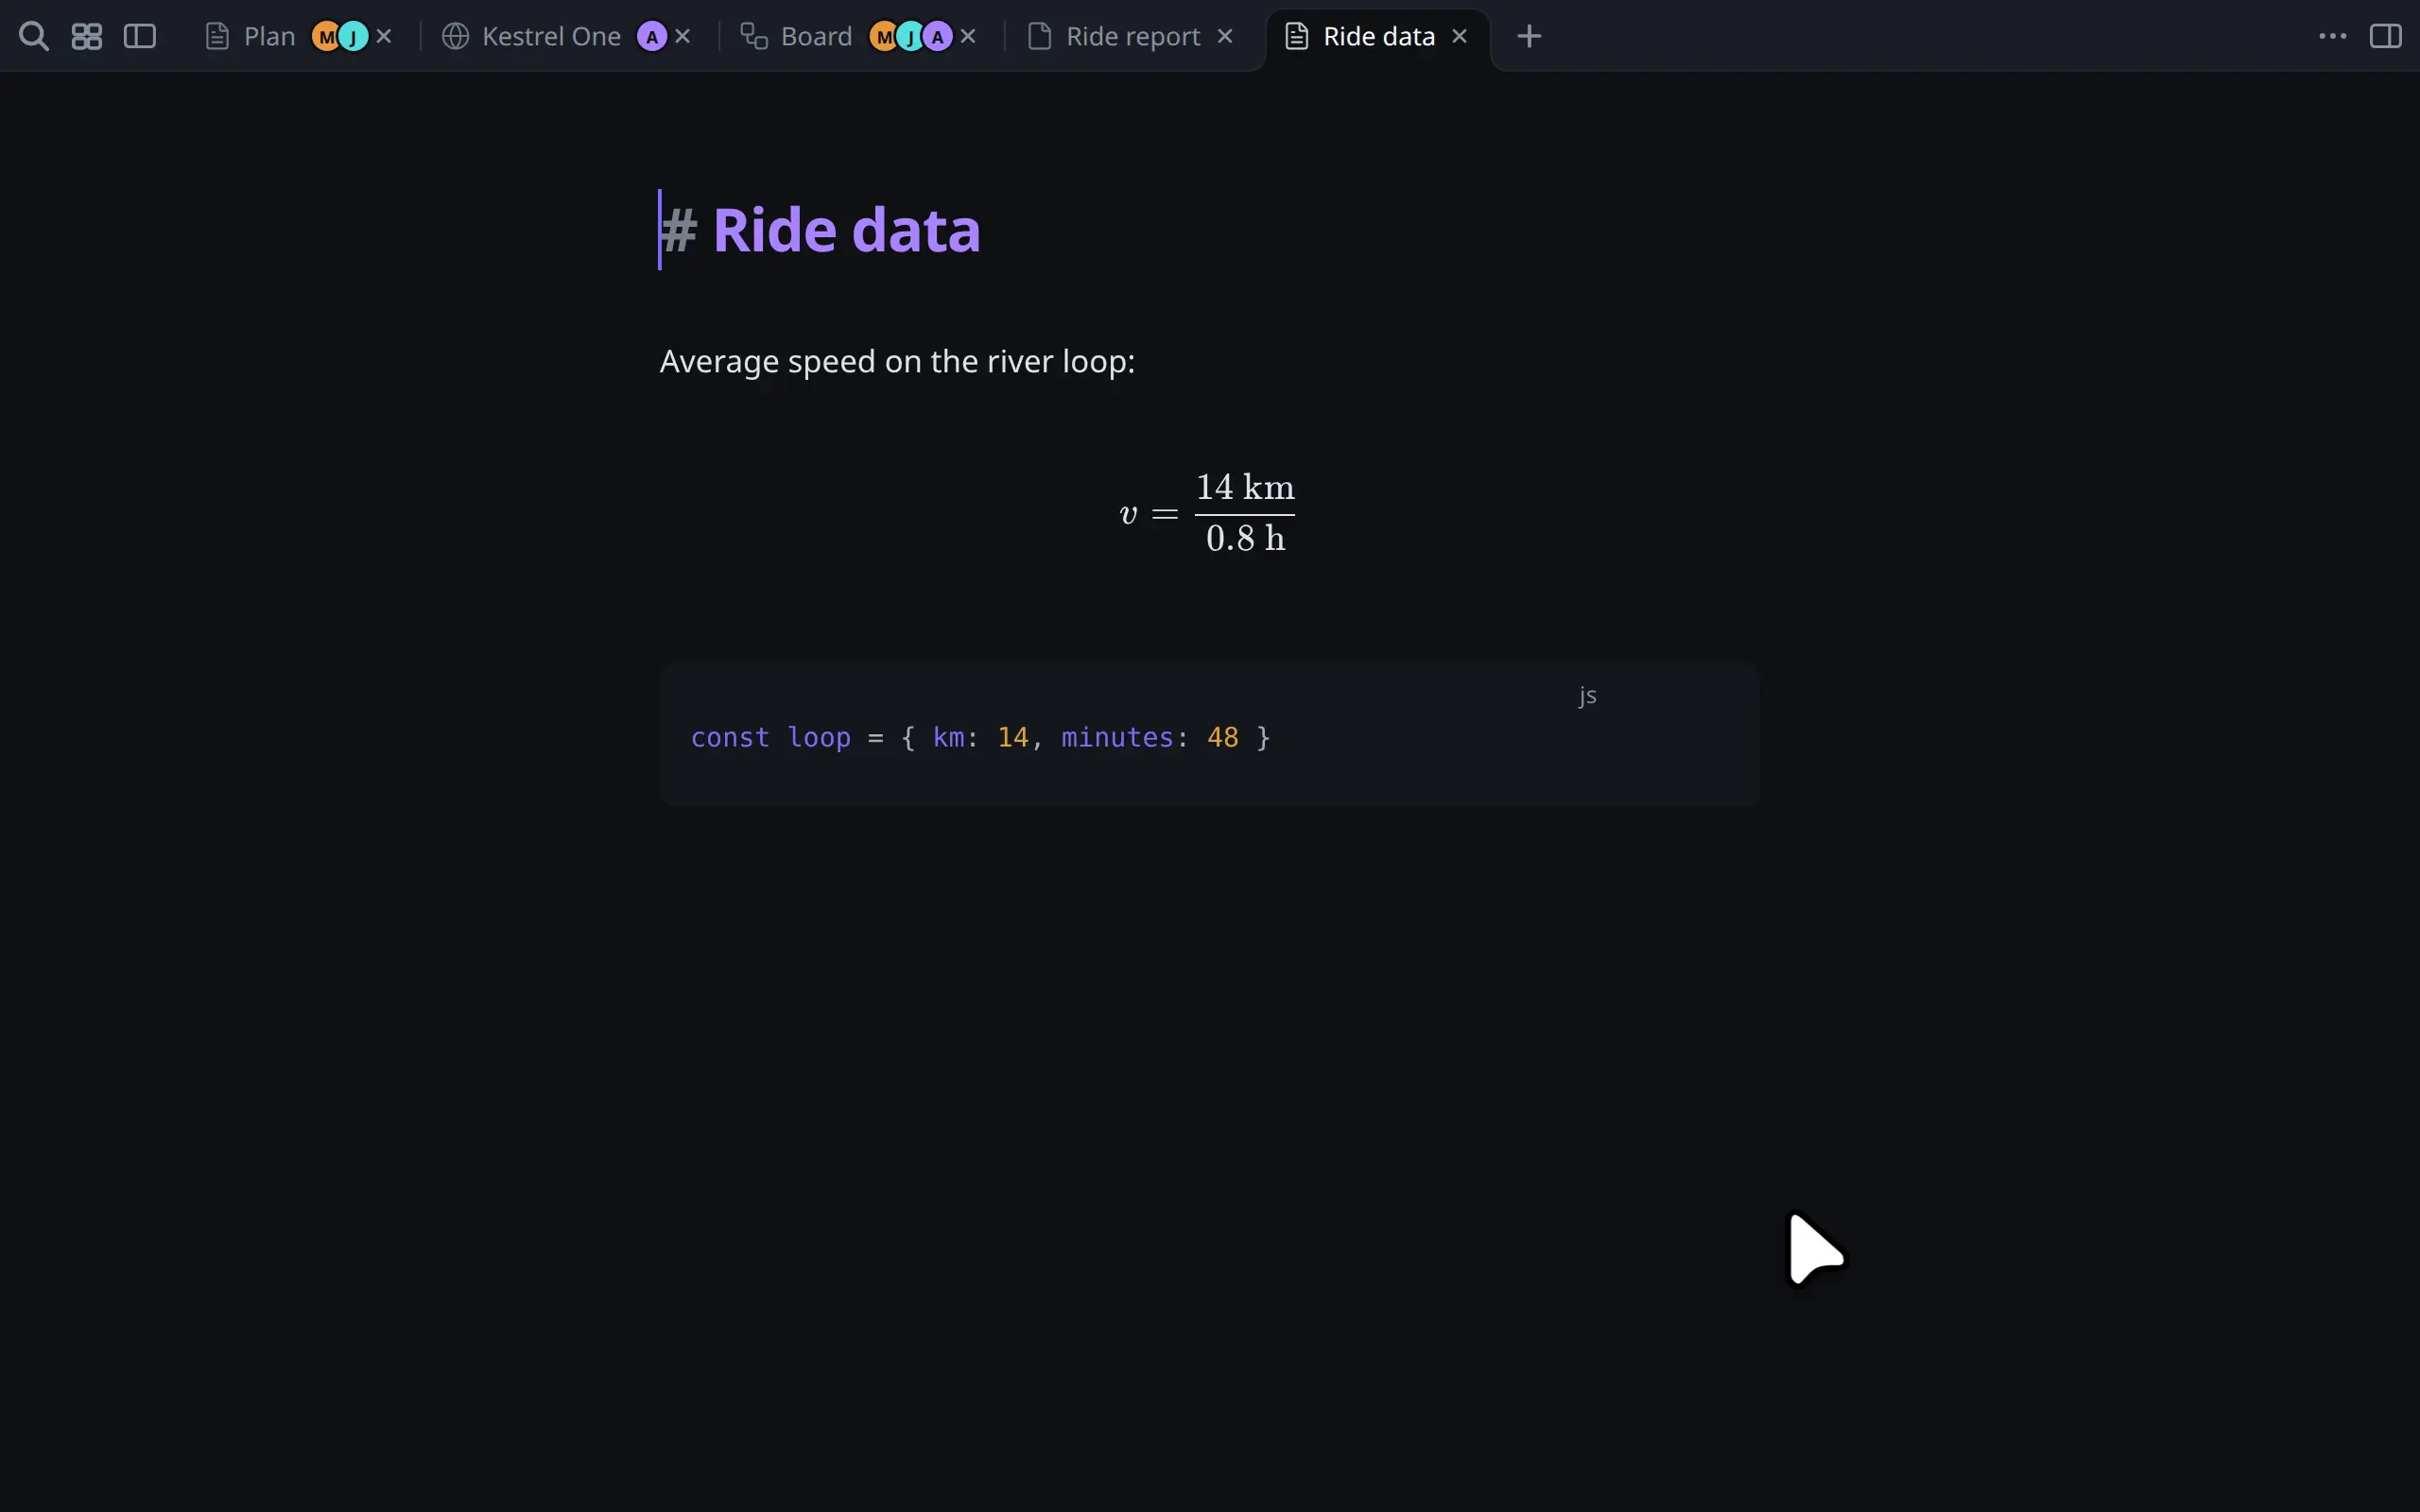 Plan M J
Kestrel One A
Board M J A
Ride report
Ride data
# Ride data
Average speed on the river loop:
v = 14 km / 0.8 h
js
const loop = { km: 14, minutes: 48 }